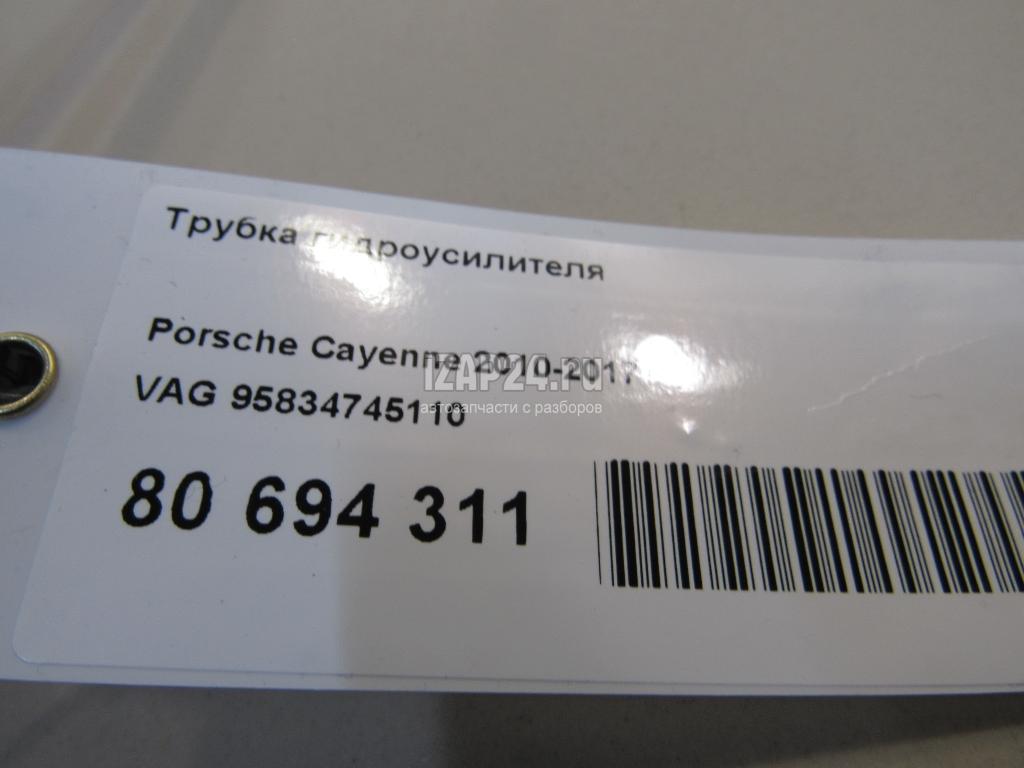 Трубка гидроусилителя
Porsche Cayenne 2010-2017
IZAP24.RU
VAG 95834745110
автозапчасти с разборов
80 694 311